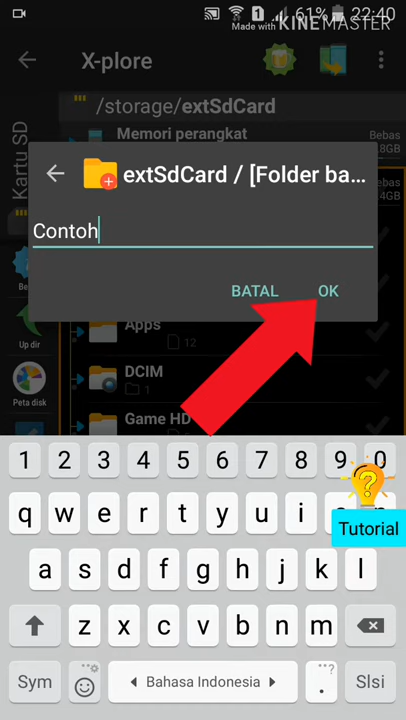 61% 22:40
Made with KINEMASTER
X-plore
/storage/extSdCard
Kartu SD
Memori perangkat
Bebas
extSdCard / [Folder ba…
Contoh
BATAL OK
Up dir
Apps
12
Peta disk
DCIM
1
Game HD
1 2 3 4 5 6 7 8 9 0
q w e r t y u i
Tutorial
a s d f g h j k l
z x c v b n m
Sym Bahasa Indonesia . Slsi